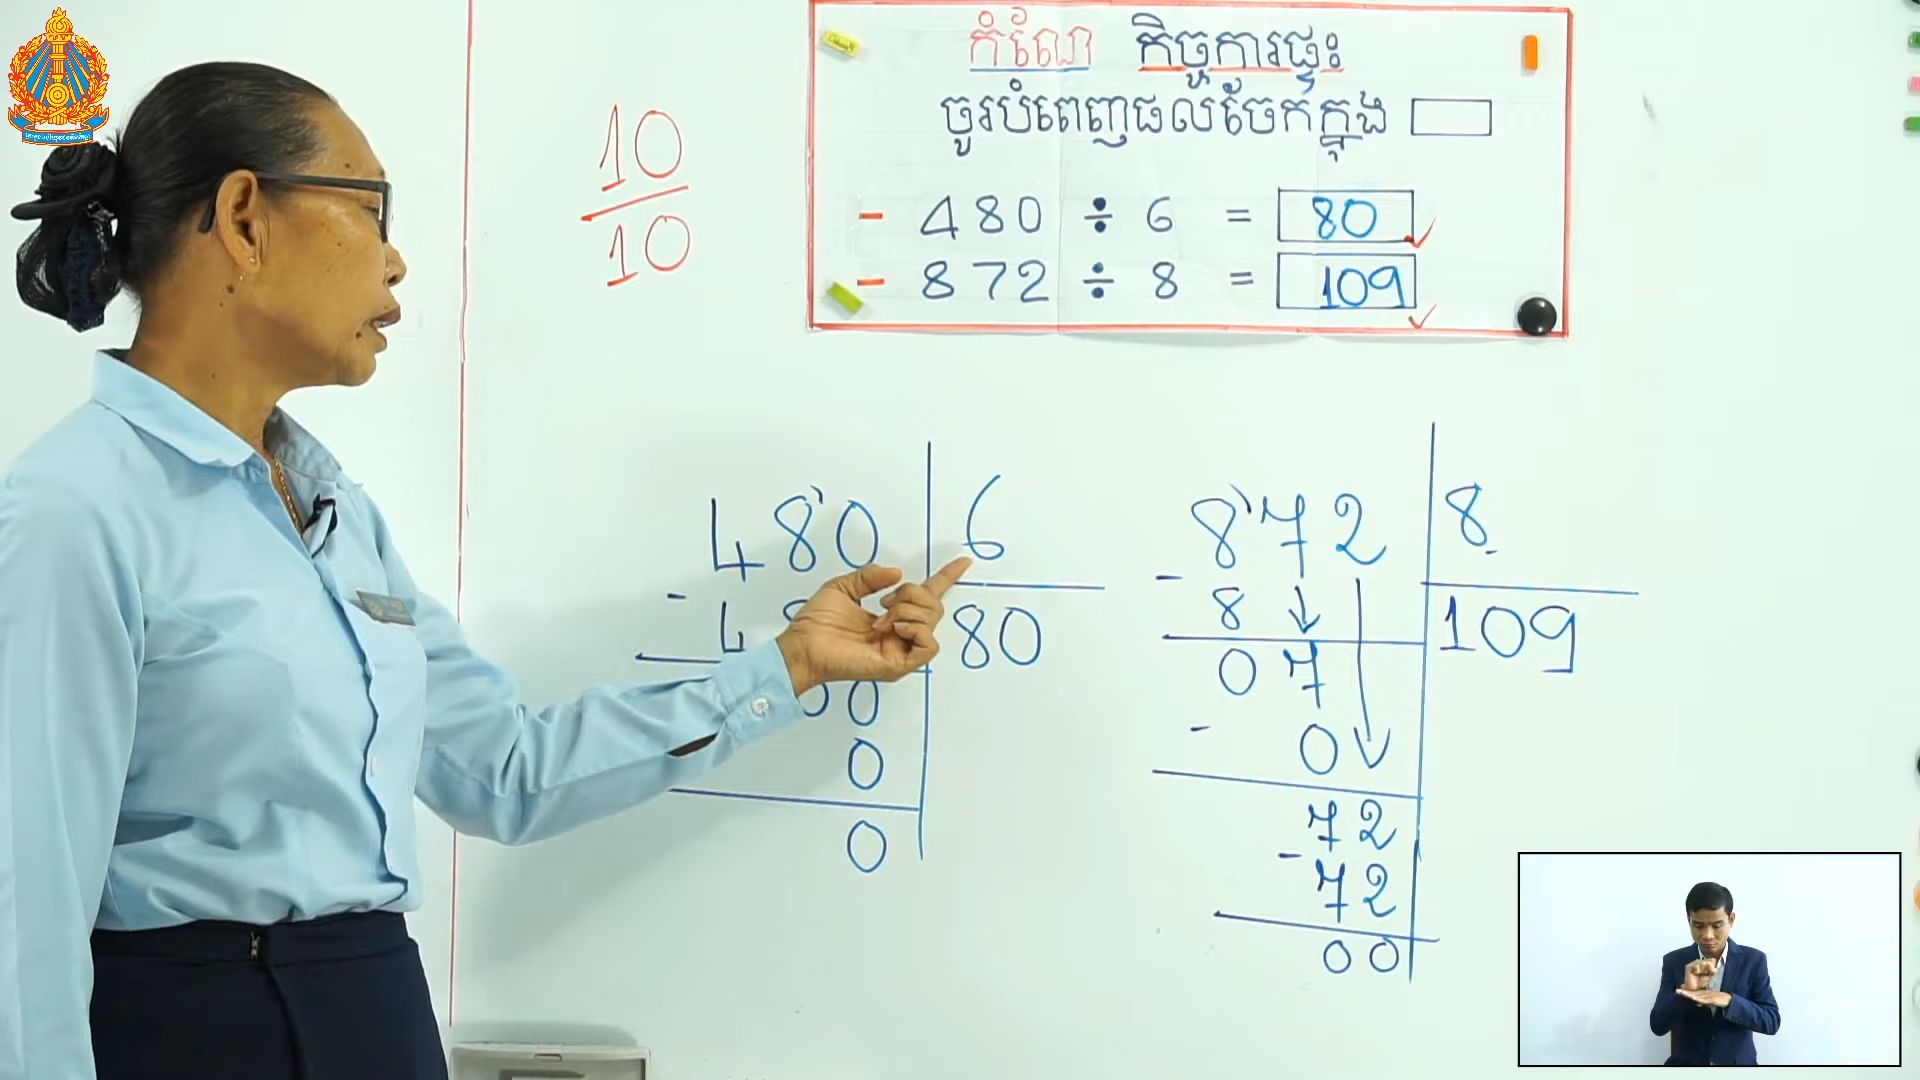 កំណែ កិច្ចការផ្ទះ
ចូរបំពេញផលចែកក្នុង
- 480 ÷ 6 = 80
- 872 ÷ 8 = 109
10
10
480 6
- 80
00
0
0
872 8
- 8 109
07
- 0
72
- 72
00